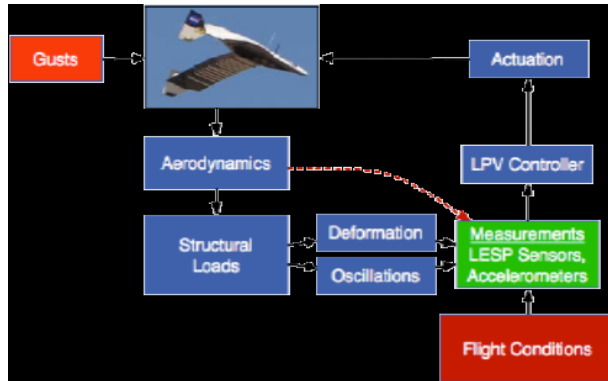 Gusts
Actuation
Aerodynamics
LPV Controller
Structural
Loads
Deformation
Oscillations
Measurements
LESP Sensors,
Accelerometers
Flight Conditions